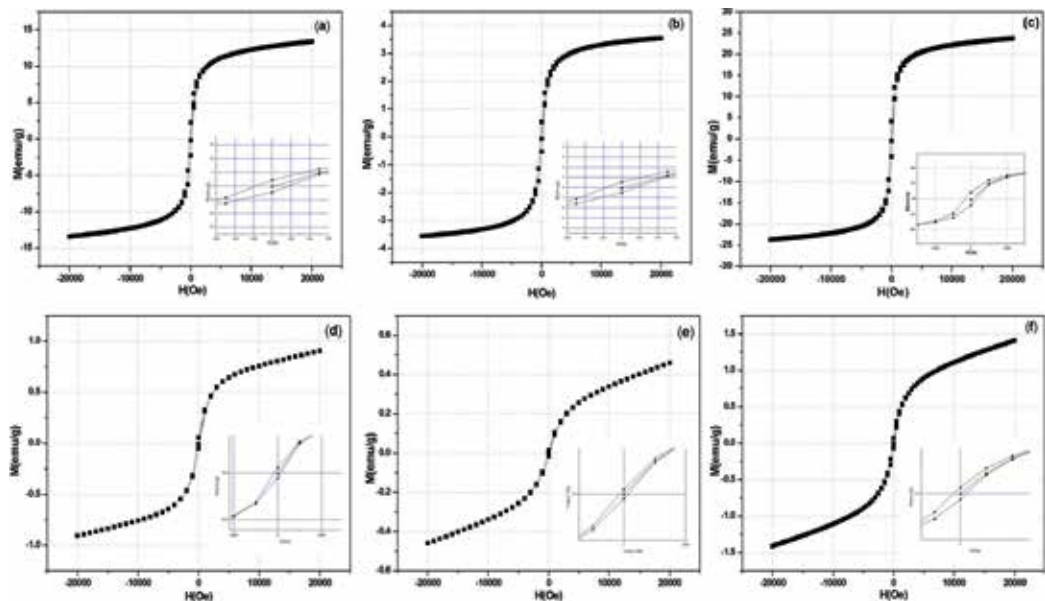 (a)
M(emu/g)
15
10
5
0
-5
-10
-15
-20000 -10000 0 10000 20000
H(Oe)
(b)
M(emu/g)
4
3
2
1
0
-1
-2
-3
-4
-20000 -10000 0 10000 20000
H(Oe)
(c)
M(emu/g)
30
25
20
15
10
5
0
-5
-10
-15
-20
-25
-30
-20000 -10000 0 10000 20000
H(Oe)
(d)
M(emu/g)
1.0
0.5
0.0
-0.5
-1.0
-20000 -10000 0 10000 20000
H(Oe)
(e)
M(emu/g)
0.6
0.4
0.2
0.0
-0.2
-0.4
-0.6
-20000 -10000 0 10000 20000
H(Oe)
(f)
M(emu/g)
1.5
1.0
0.5
0.0
-0.5
-1.0
-1.5
-20000 -10000 0 10000 20000
H(Oe)